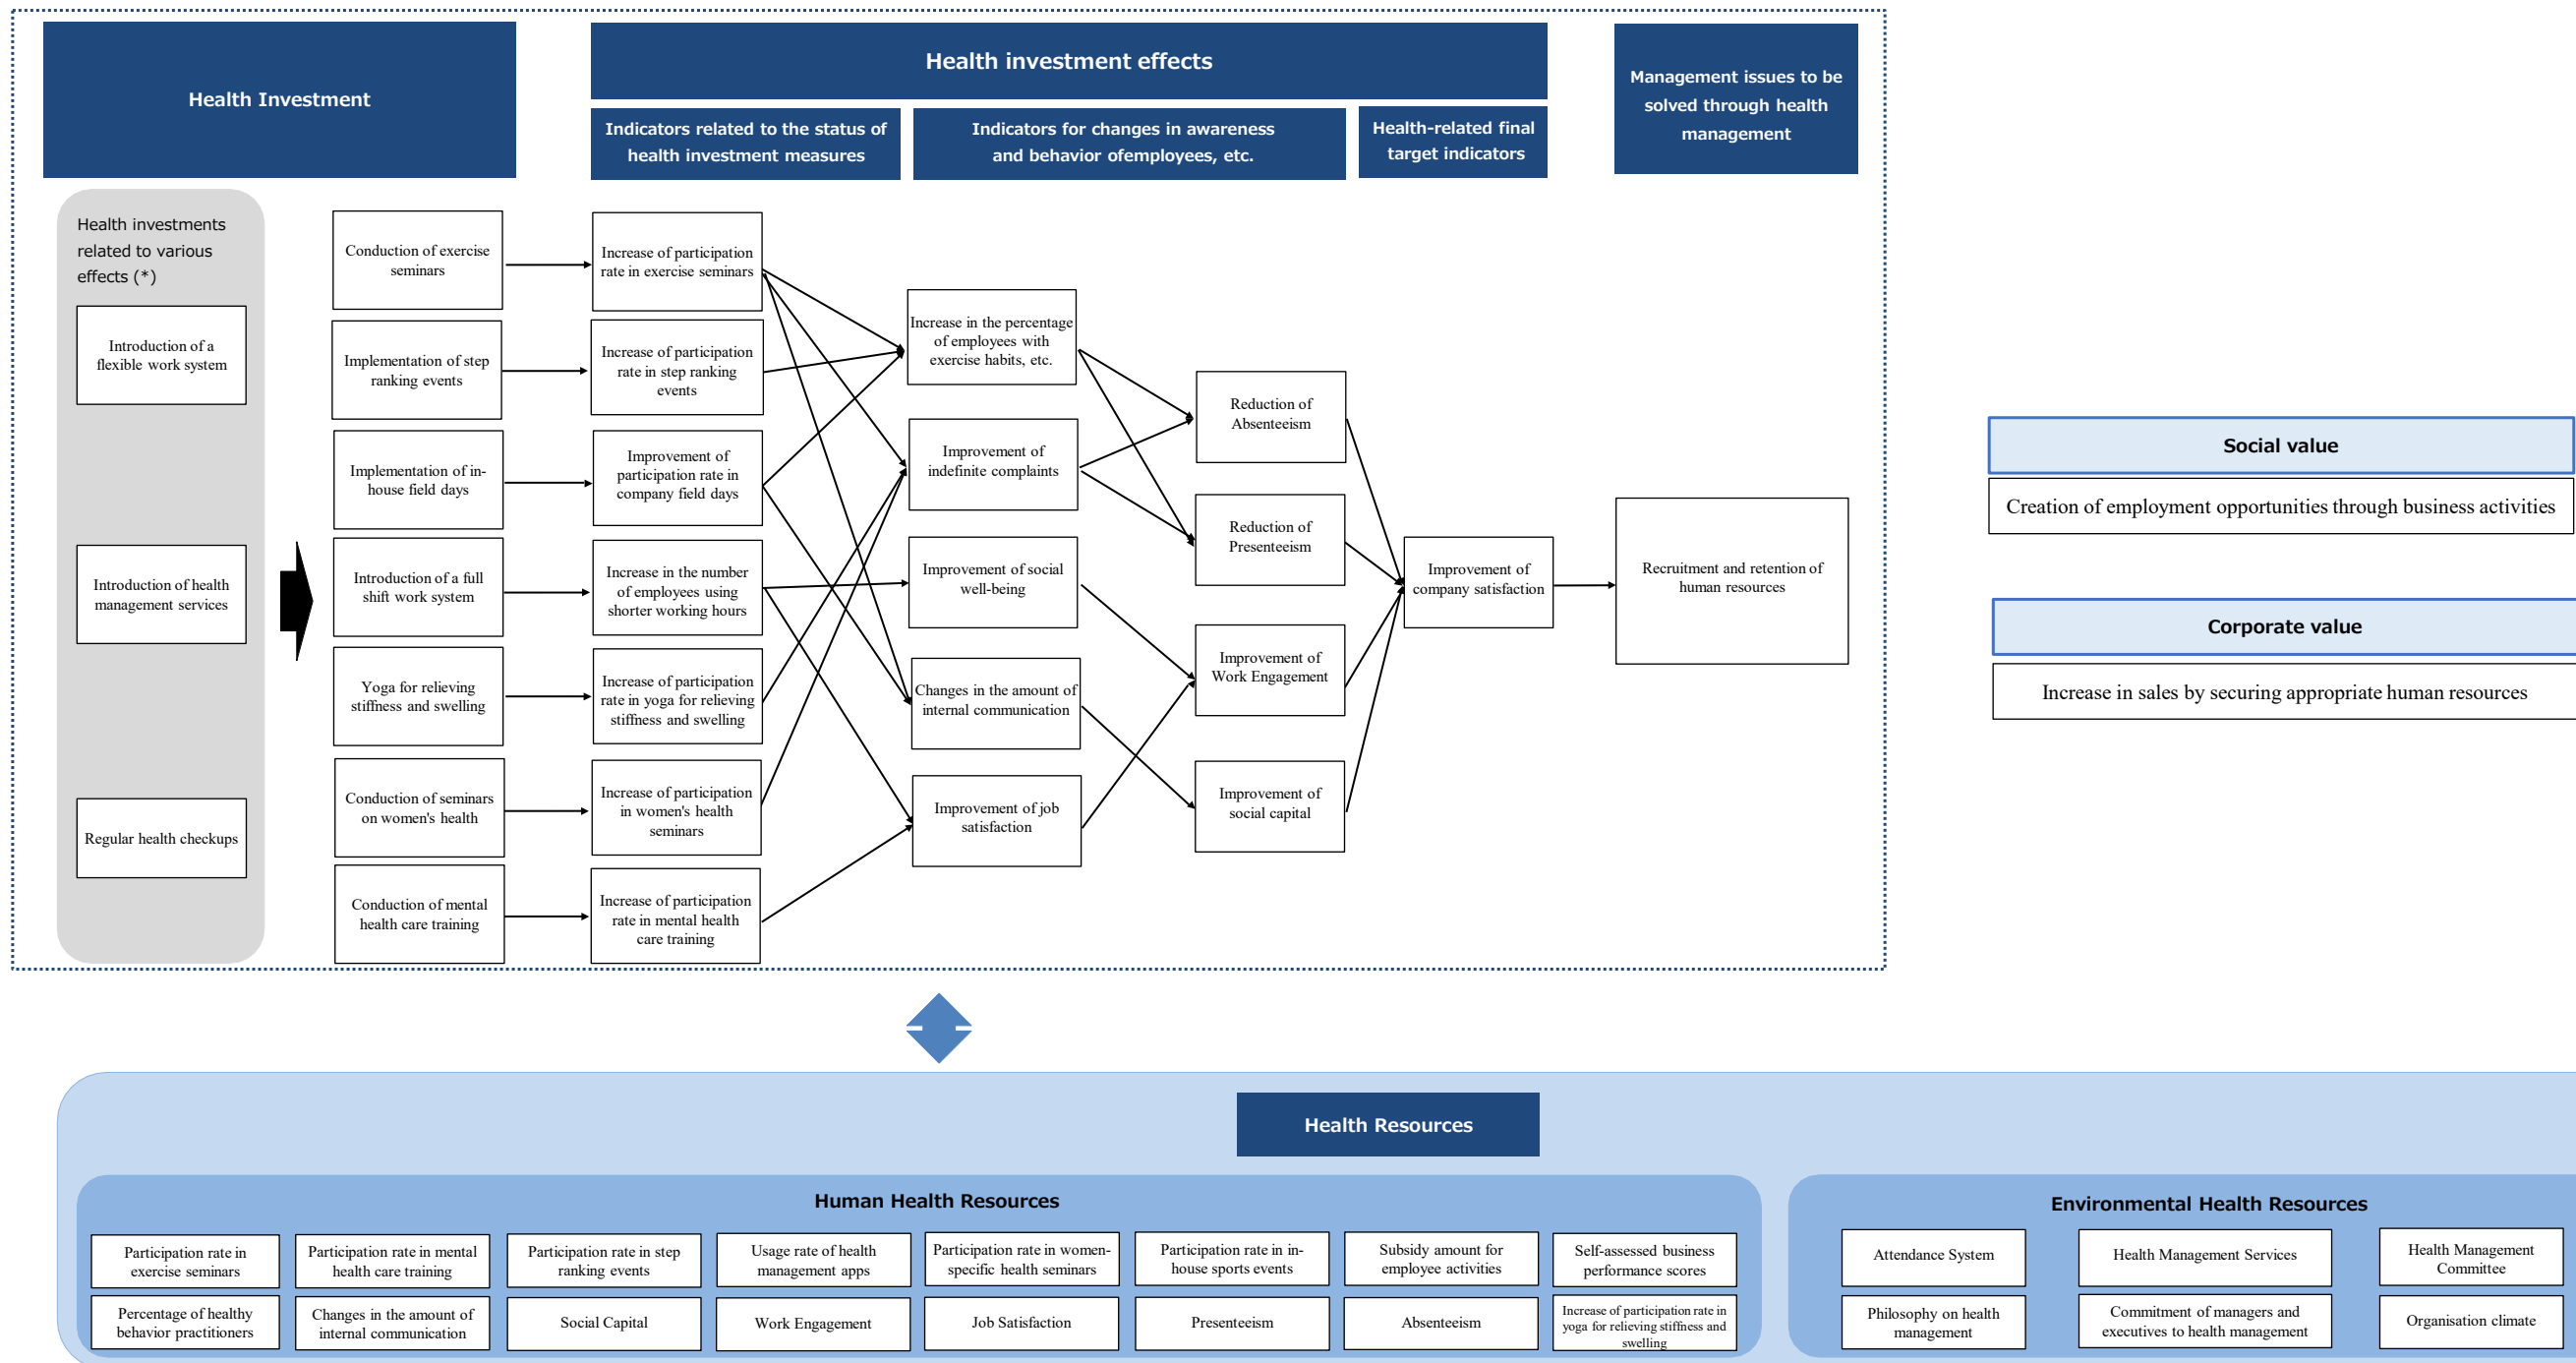 Health Investment
Health investment effects
Management issues to be
solved through health
management
Indicators related to the status of
health investment measures
Indicators for changes in awareness
and behavior ofemployees, etc.
Health-related final
target indicators
Health investments
related to various
effects (*)
Introduction of a
flexible work system
Introduction of health
management services
Regular health checkups
Conduction of exercise
seminars
Implementation of step
ranking events
Implementation of in-
house field days
Introduction of a full
shift work system
Yoga for relieving
stiffness and swelling
Conduction of seminars
on women's health
Conduction of mental
health care training
Increase of participation
rate in exercise seminars
Increase of participation
rate in step ranking
events
Improvement of
participation rate in
company field days
Increase in the number
of employees using
shorter working hours
Increase of participation
rate in yoga for relieving
stiffness and swelling
Increase of participation
in women's health
seminars
Increase of participation
rate in mental health
care training
Increase in the percentage
of employees with
exercise habits, etc.
Improvement of
indefinite complaints
Improvement of social
well-being
Changes in the amount of
internal communication
Improvement of job
satisfaction
Reduction of
Absenteeism
Reduction of
Presenteeism
Improvement of
Work Engagement
Improvement of
social capital
Improvement of
company satisfaction
Recruitment and retention of
human resources
Social value
Creation of employment opportunities through business activities
Corporate value
Increase in sales by securing appropriate human resources
Health Resources
Human Health Resources
Participation rate in
exercise seminars
Participation rate in mental
health care training
Participation rate in step
ranking events
Usage rate of health
management apps
Participation rate in women-
specific health seminars
Participation rate in in-
house sports events
Subsidy amount for
employee activities
Self-assessed business
performance scores
Percentage of healthy
behavior practitioners
Changes in the amount of
internal communication
Social Capital
Work Engagement
Job Satisfaction
Presenteeism
Absenteeism
Increase of participation rate in
yoga for relieving stiffness and
swelling
Environmental Health Resources
Attendance System
Health Management Services
Health Management
Committee
Philosophy on health
management
Commitment of managers and
executives to health management
Organisation climate